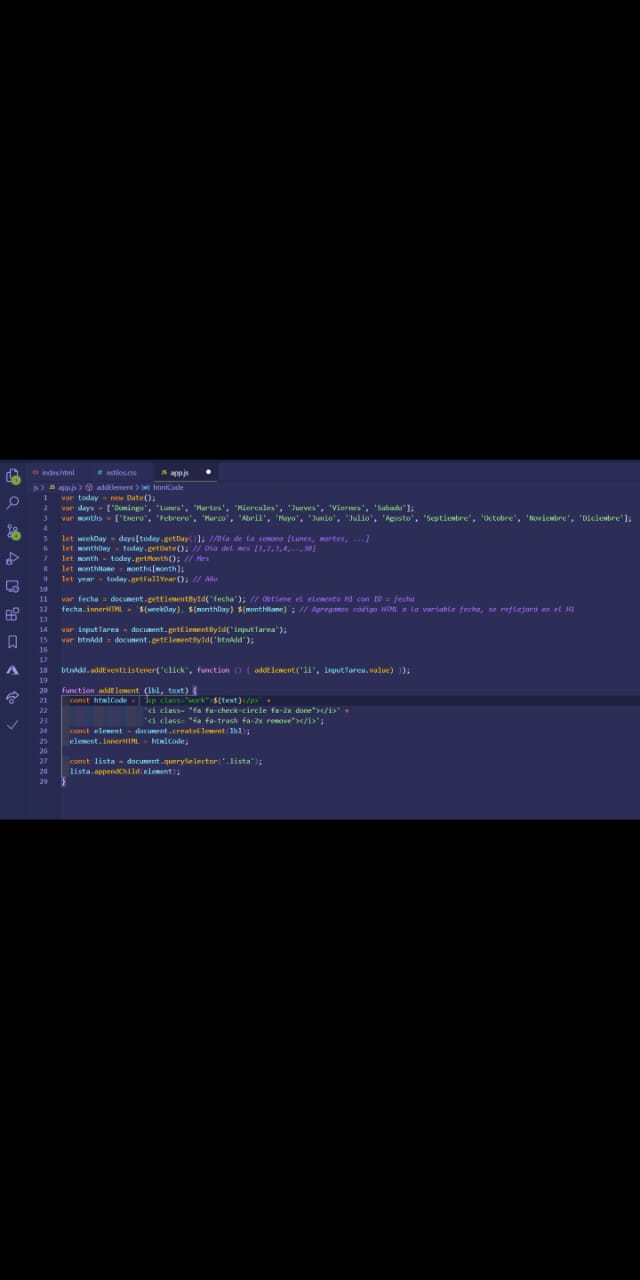 index.html estilos.css app.js
js > app.js > addElement > htmlCode
1 var today = new Date();
2 var days = ['Domingo', 'Lunes', 'Martes', 'Miercoles', 'Jueves', 'Viernes', 'Sabado'];
3 var months = ['Enero', 'Febrero', 'Marzo', 'Abril', 'Mayo', 'Junio', 'Julio', 'Agosto', 'Septiembre', 'Octubre', 'Noviembre', 'Diciembre'];
4
5 let weekDay = days[today.getDay()]; //Día de la semana [Lunes, martes, ...]
6 let monthDay = today.getDate(); // Día del mes [1,2,3,4,..,30]
7 let month = today.getMonth(); // Mes
8 let monthName = months[month];
9 let year = today.getFullYear(); // Año
10
11 var fecha = document.getElementById('fecha'); // Obtiene el elemento H1 con ID = fecha
12 fecha.innerHTML = `${weekDay}, ${monthDay} ${monthName}`; // Agregamos código HTML a la variable fecha, se reflejará en el H1
13
14 var inputTarea = document.getElementById('inputTarea');
15 var btnAdd = document.getElementById('btnAdd');
16
17
18 btnAdd.addEventListener('click', function () { addElement('li', inputTarea.value) });
19
20 function addElement (lbl, text) {
21 const htmlCode = `<p class="work">${text}</p>` +
22 '<i class= "fa fa-check-circle fa-2x done"></i>' +
23 '<i class= "fa fa-trash fa-2x remove"></i>';
24 const element = document.createElement(lbl);
25 element.innerHTML = htmlCode;
26
27 const lista = document.querySelector('.lista');
28 lista.appendChild(element);
29 }